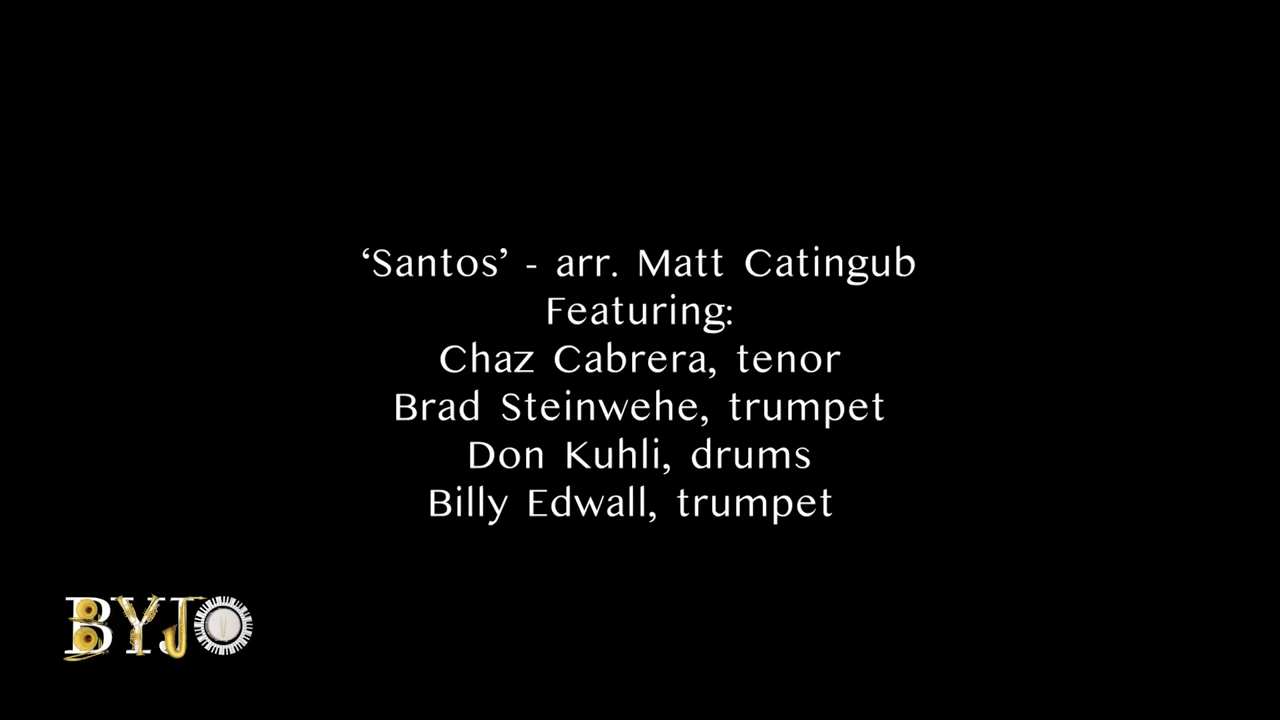 ‘Santos’ - arr. Matt Catingub
Featuring:
Chaz Cabrera, tenor
Brad Steinwehe, trumpet
Don Kuhli, drums
Billy Edwall, trumpet
BYJO